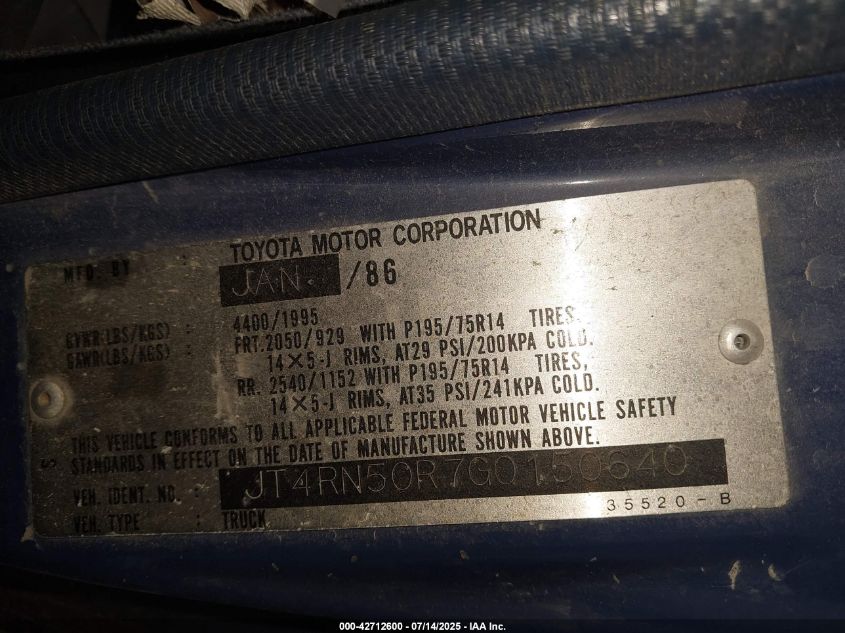 MFD. BY TOYOTA MOTOR CORPORATION
JAN. /86
GVWR(LBS/KGS) : 4400/1995
GAWR(LBS/KGS) : FRT.2050/929 WITH P195/75R14 TIRES,
14×5-J RIMS, AT29 PSI/200KPA COLD.
RR. 2540/1152 WITH P195/75R14 TIRES,
14×5-J RIMS, AT35 PSI/241KPA COLD.
THIS VEHICLE CONFORMS TO ALL APPLICABLE FEDERAL MOTOR VEHICLE SAFETY
S STANDARDS IN EFFECT ON THE DATE OF MANUFACTURE SHOWN ABOVE.
VEH. IDENT. NO. : JT4RN50R7G0150640
VEH. TYPE : TRUCK
35520-B
000-42712600 - 07/14/2025 - IAA Inc.